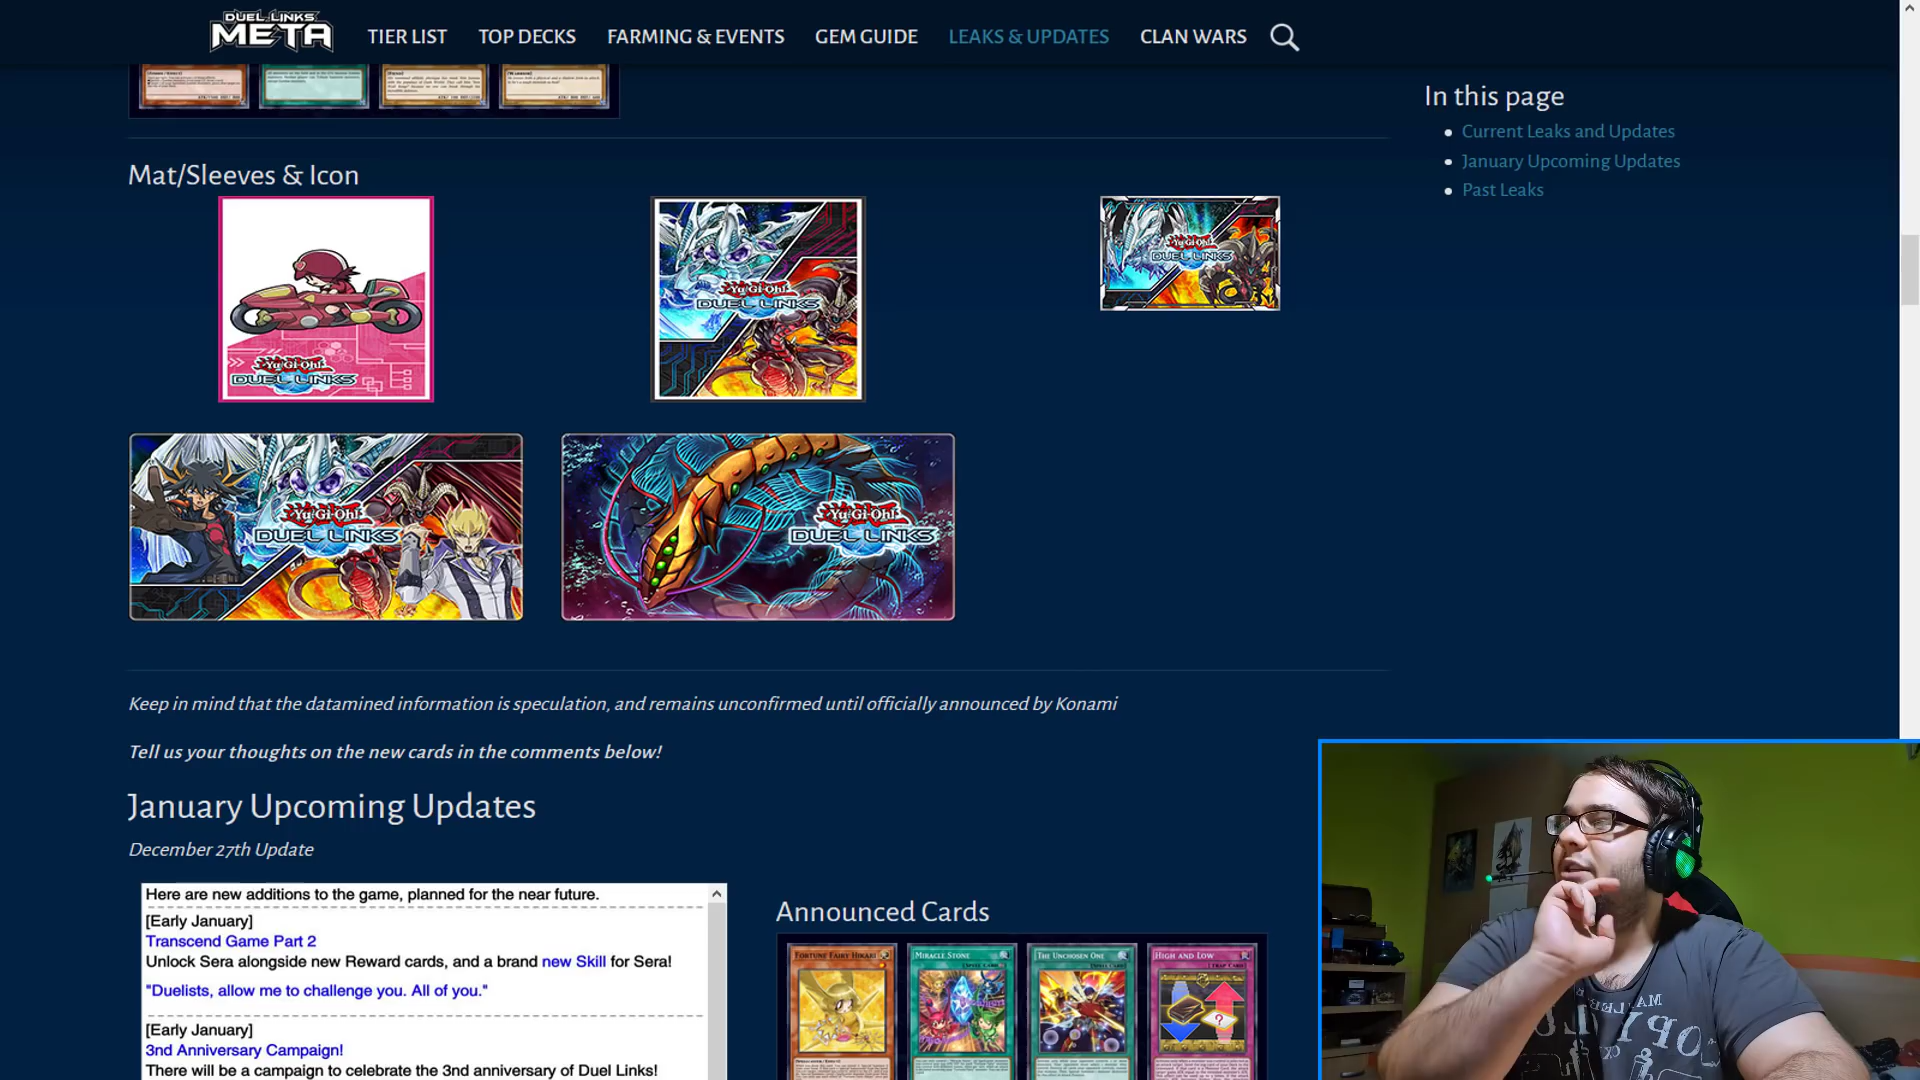 DUEL LINKS
META
TIER LIST
TOP DECKS
FARMING & EVENTS
GEM GUIDE
LEAKS & UPDATES
CLAN WARS
In this page
Current Leaks and Updates
January Upcoming Updates
Past Leaks
Mat/Sleeves & Icon
Yu-Gi-Oh!
DUEL LINKS
Yu-Gi-Oh!
DUEL LINKS
Yu-Gi-Oh!
DUEL LINKS
Yu-Gi-Oh!
DUEL LINKS
Yu-Gi-Oh!
DUEL LINKS
Keep in mind that the datamined information is speculation, and remains unconfirmed until officially announced by Konami
Tell us your thoughts on the new cards in the comments below!
January Upcoming Updates
December 27th Update
Here are new additions to the game, planned for the near future.
[Early January]
Transcend Game Part 2
Unlock Sera alongside new Reward cards, and a brand new Skill for Sera!
"Duelists, allow me to challenge you. All of you."
[Early January]
3nd Anniversary Campaign!
There will be a campaign to celebrate the 3nd anniversary of Duel Links!
Announced Cards
FORTUNE FAIRY HIKARI
MIRACLE STONE
THE UNCHOSEN ONE
HIGH AND LOW